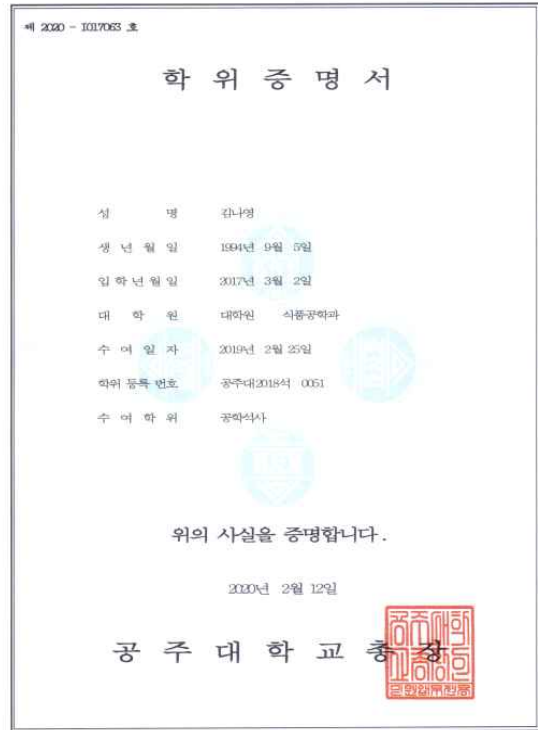 제 2020 - I017063 호
학 위 증 명 서
성 명 김나영
생 년 월 일 1994년 9월 5일
입 학 년 월 일 2017년 3월 2일
대 학 원 대학원 식품공학과
수 여 일 자 2019년 2월 25일
학위 등록 번호 공주대2018석 0051
수 여 학 위 공학석사
위의 사실을 증명합니다.
2020년 2월 12일
공 주 대 학 교 총 장